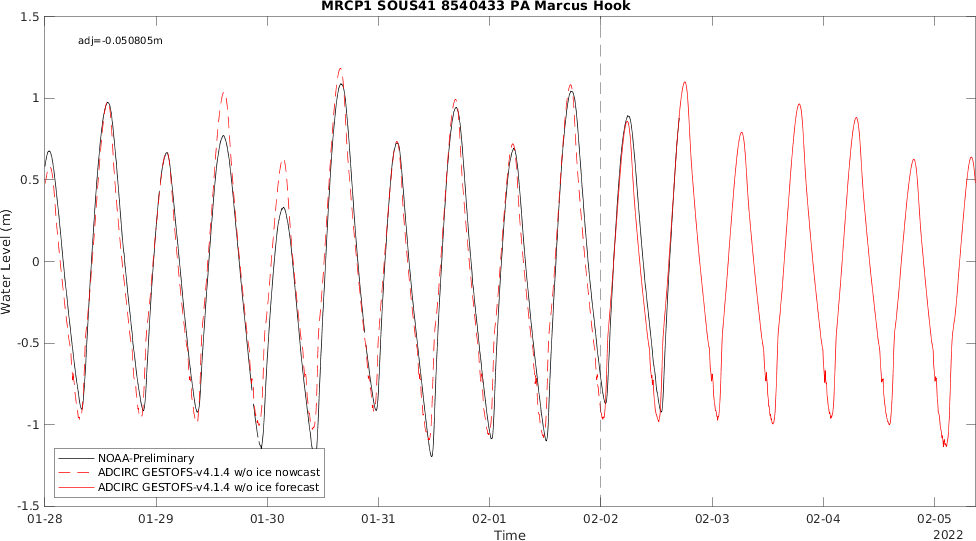 MRCP1 SOUS41 8540433 PA Marcus Hook
adj=-0.050805m
1.5
1
0.5
0
-0.5
-1
-1.5
Water Level (m)
NOAA-Preliminary
ADCIRC GESTOFS-v4.1.4 w/o ice nowcast
ADCIRC GESTOFS-v4.1.4 w/o ice forecast
01-28 01-29 01-30 01-31 02-01 02-02 02-03 02-04 02-05
Time
2022